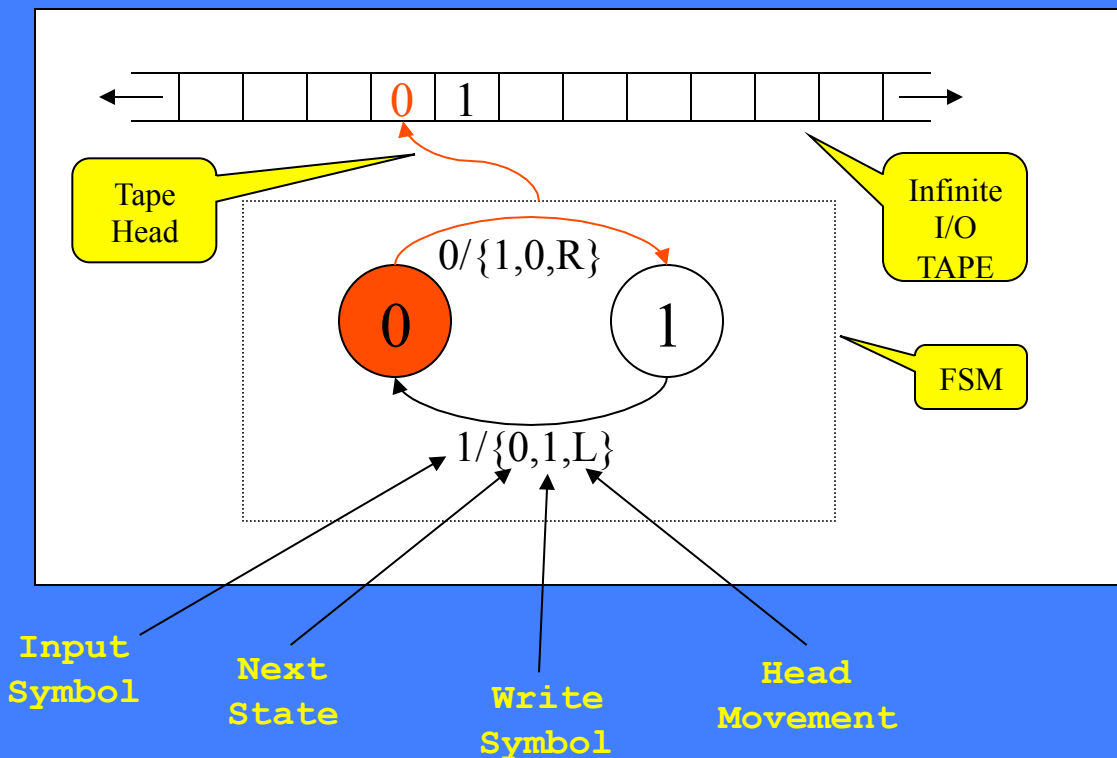 0 1
Tape
Head
Infinite
I/O
TAPE
0/{1,0,R}
0
1
FSM
1/{0,1,L}
Input
Symbol
Next
State
Write
Symbol
Head
Movement